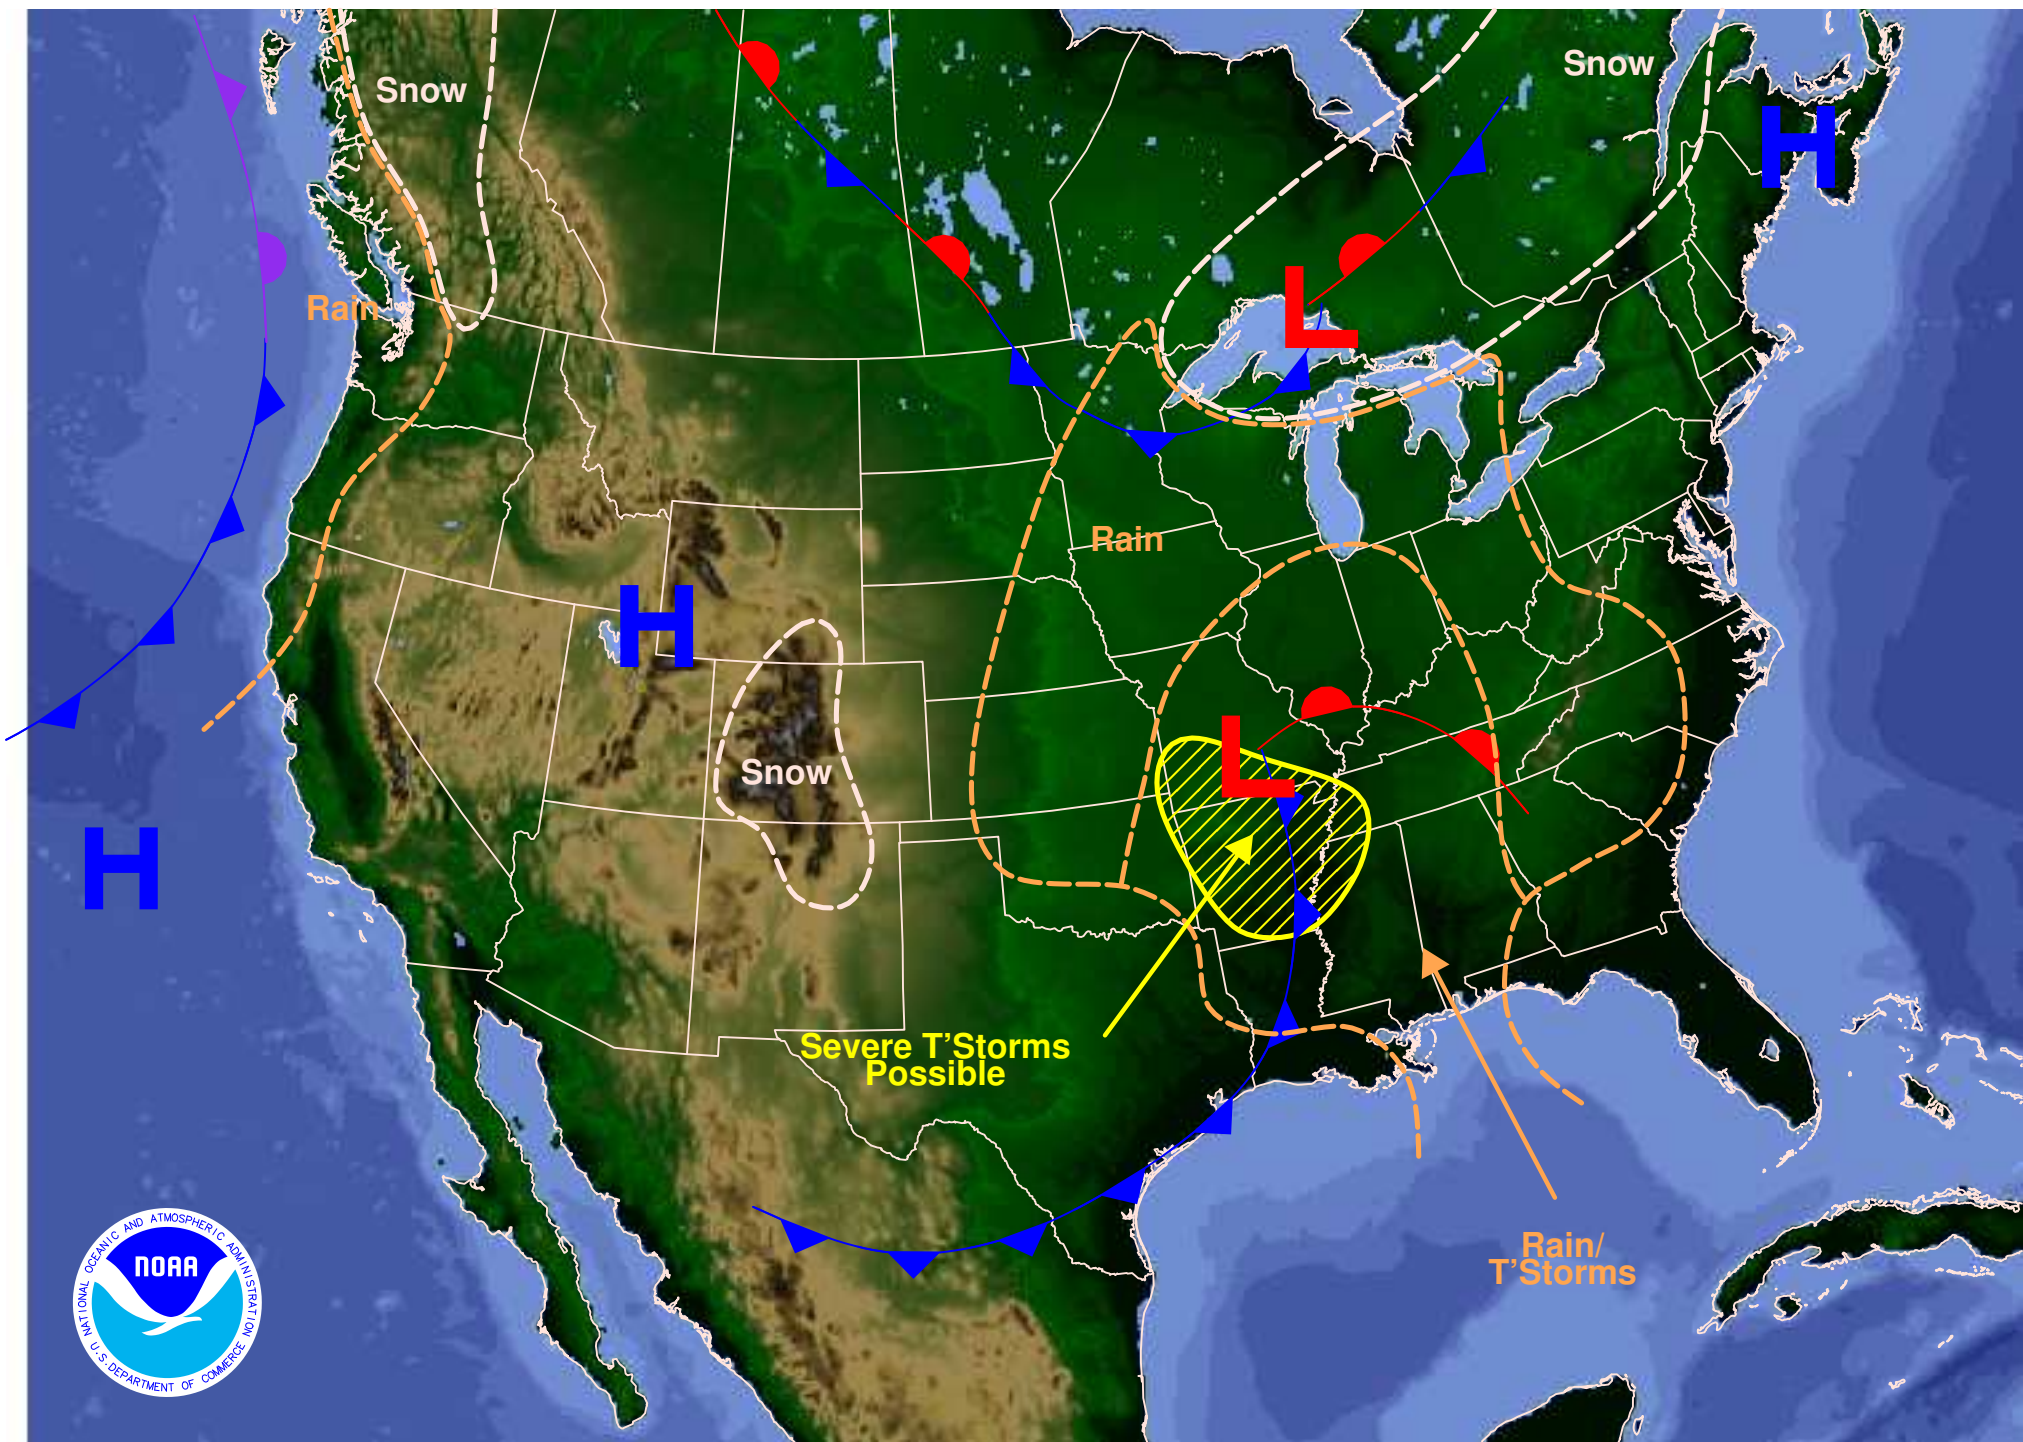 Snow
Snow
H
Rain
L
Rain
H
L
Snow
H
Severe T'Storms
Possible
Rain/
T'Storms
NATIONAL OCEANIC AND ATMOSPHERIC ADMINISTRATION
NOAA
U.S. DEPARTMENT OF COMMERCE